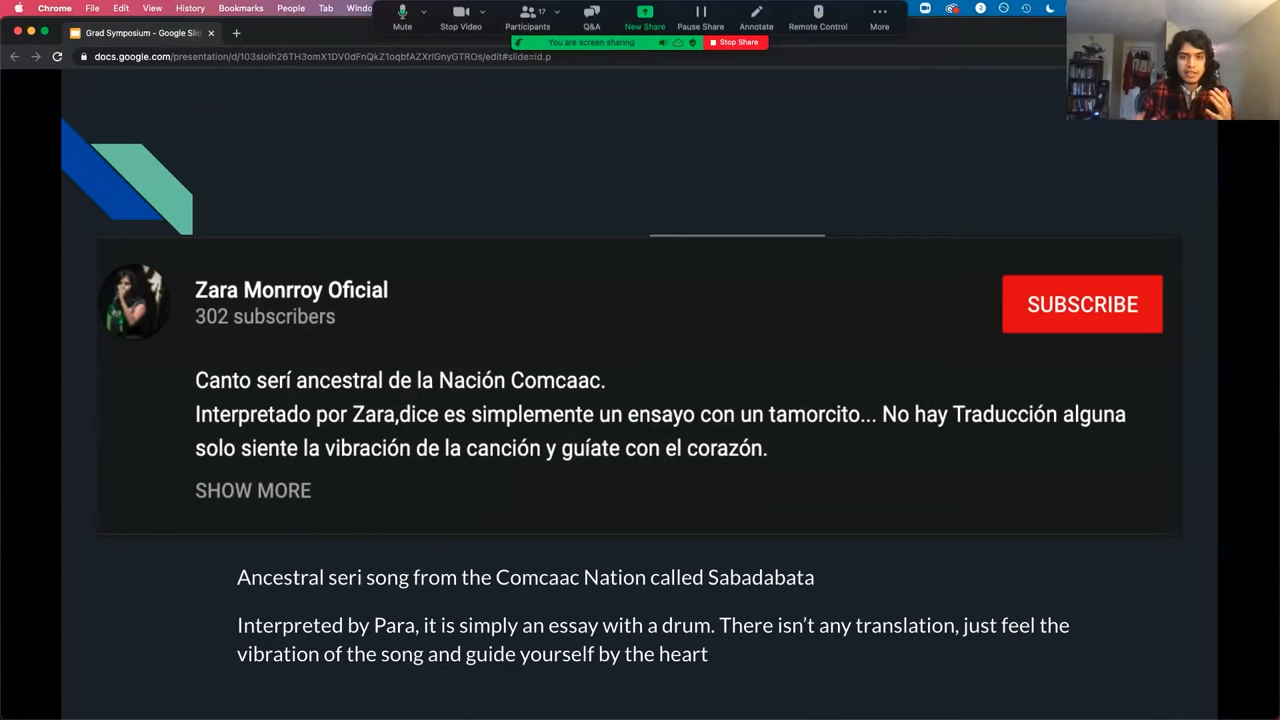 Chrome File Edit View History Bookmarks People Tab Windo
Mute Stop Video Participants 17 Q&A New Share Pause Share Annotate Remote Control More
You are screen sharing Stop Share
Grad Symposium - Google Slid
docs.google.com/presentation/d/103sIoIh26TH3omX1DV0dFnQkZ1oqbfAZXrIGnyGTROs/edit#slide=id.p
Zara Monrroy Oficial
302 subscribers
SUBSCRIBE
Canto serí ancestral de la Nación Comcaac.
Interpretado por Zara,dice es simplemente un ensayo con un tamorcito... No hay Traducción alguna
solo siente la vibración de la canción y guíate con el corazón.
SHOW MORE
Ancestral seri song from the Comcaac Nation called Sabadabata
Interpreted by Para, it is simply an essay with a drum. There isn’t any translation, just feel the
vibration of the song and guide yourself by the heart